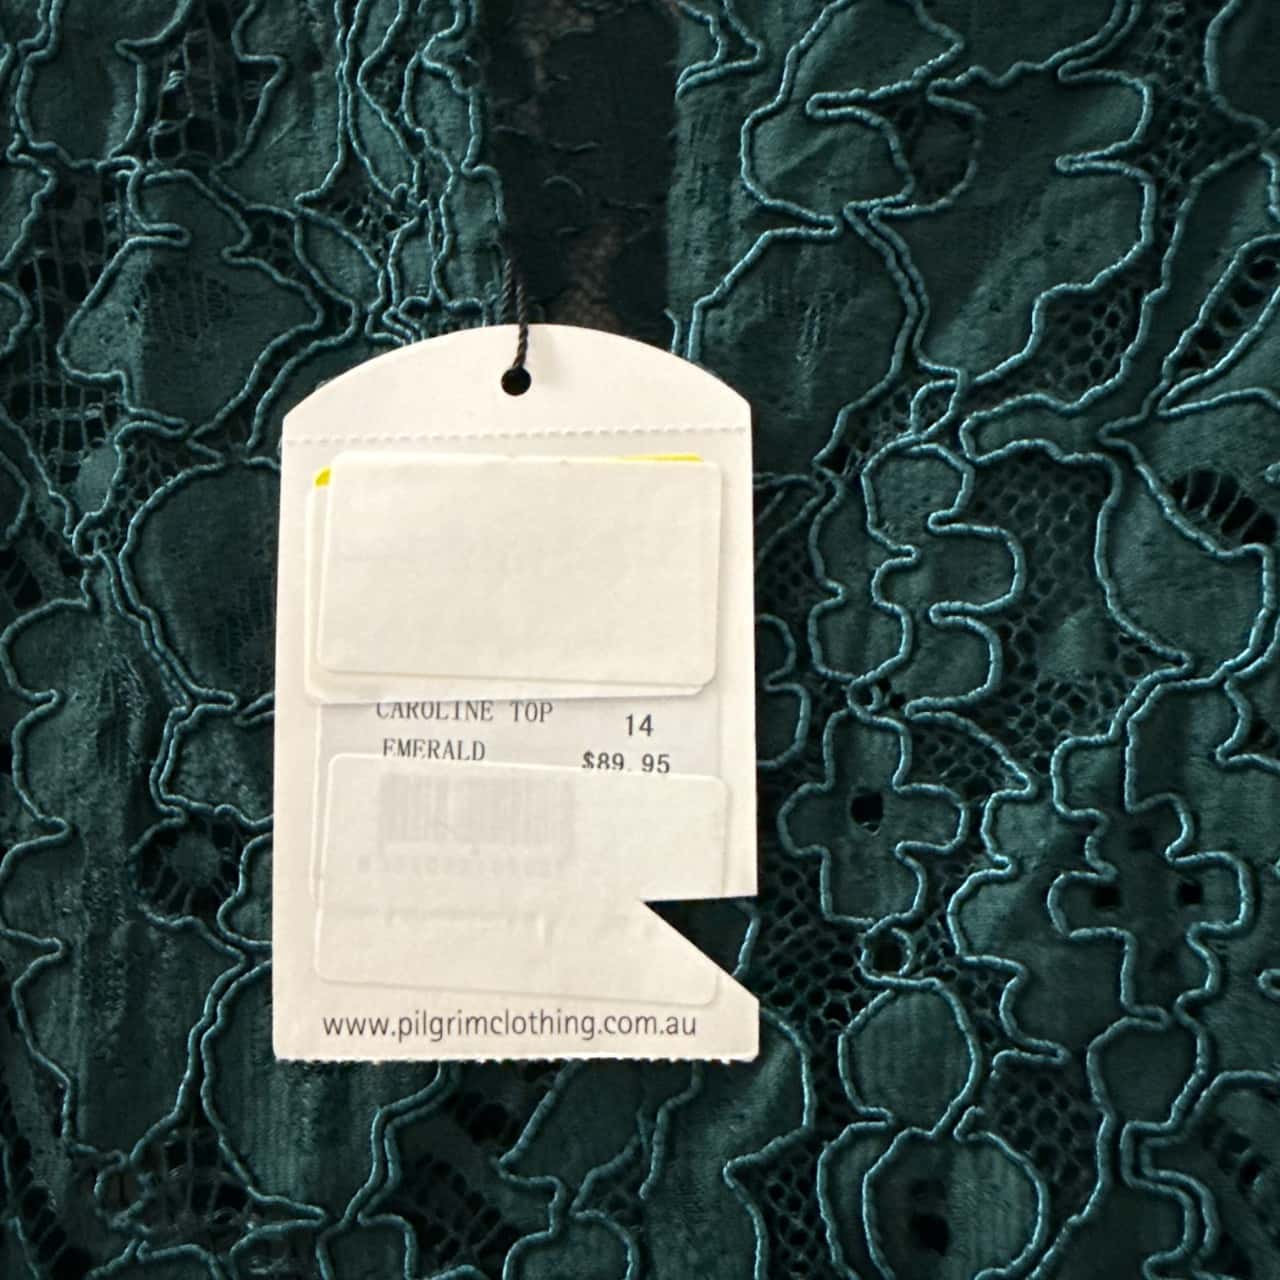 CAROLINE TOP 14
EMERALD $89.95
www.pilgrimclothing.com.au